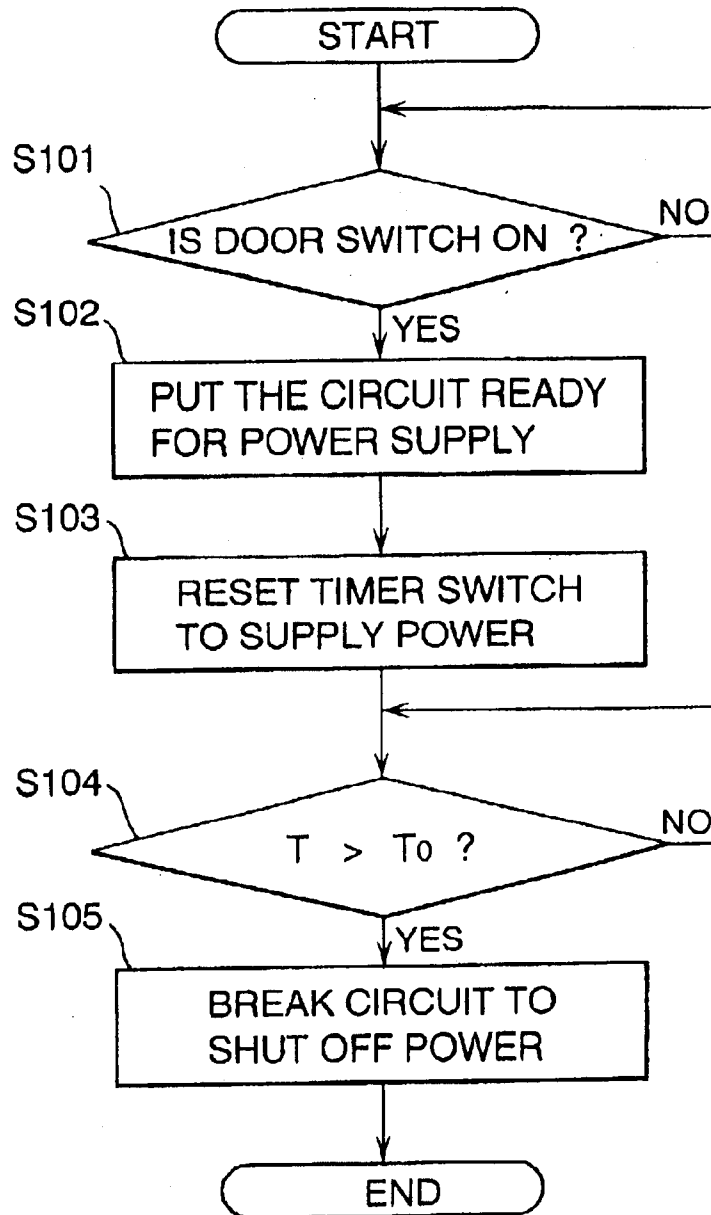 START
S101
IS DOOR SWITCH ON ?
NO
S102
YES
PUT THE CIRCUIT READY
FOR POWER SUPPLY
S103
RESET TIMER SWITCH
TO SUPPLY POWER
S104
T > T0 ?
NO
S105
YES
BREAK CIRCUIT TO
SHUT OFF POWER
END